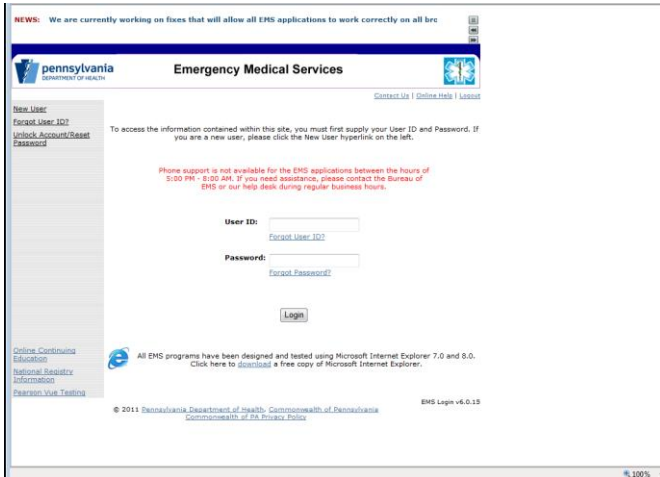 NEWS: We are currently working on fixes that will allow all EMS applications to work correctly on all brc
pennsylvania
DEPARTMENT OF HEALTH
Emergency Medical Services
Contact Us | Online Help | Logout
New User
Forgot User ID?
Unlock Account/Reset
Password
To access the information contained within this site, you must first supply your User ID and Password. If
you are a new user, please click the New User hyperlink on the left.
Phone support is not available for the EMS applications between the hours of
5:00 PM - 8:00 AM. If you need assistance, please contact the Bureau of
EMS or our help desk during regular business hours.
User ID:
Forgot User ID?
Password:
Forgot Password?
Login
Online Continuing
Education
National Registry
Information
Pearson Vue Testing
All EMS programs have been designed and tested using Microsoft Internet Explorer 7.0 and 8.0.
Click here to download a free copy of Microsoft Internet Explorer.
EMS Login v6.0.15
© 2011 Pennsylvania Department of Health. Commonwealth of Pennsylvania
Commonwealth of PA Privacy Policy
100%